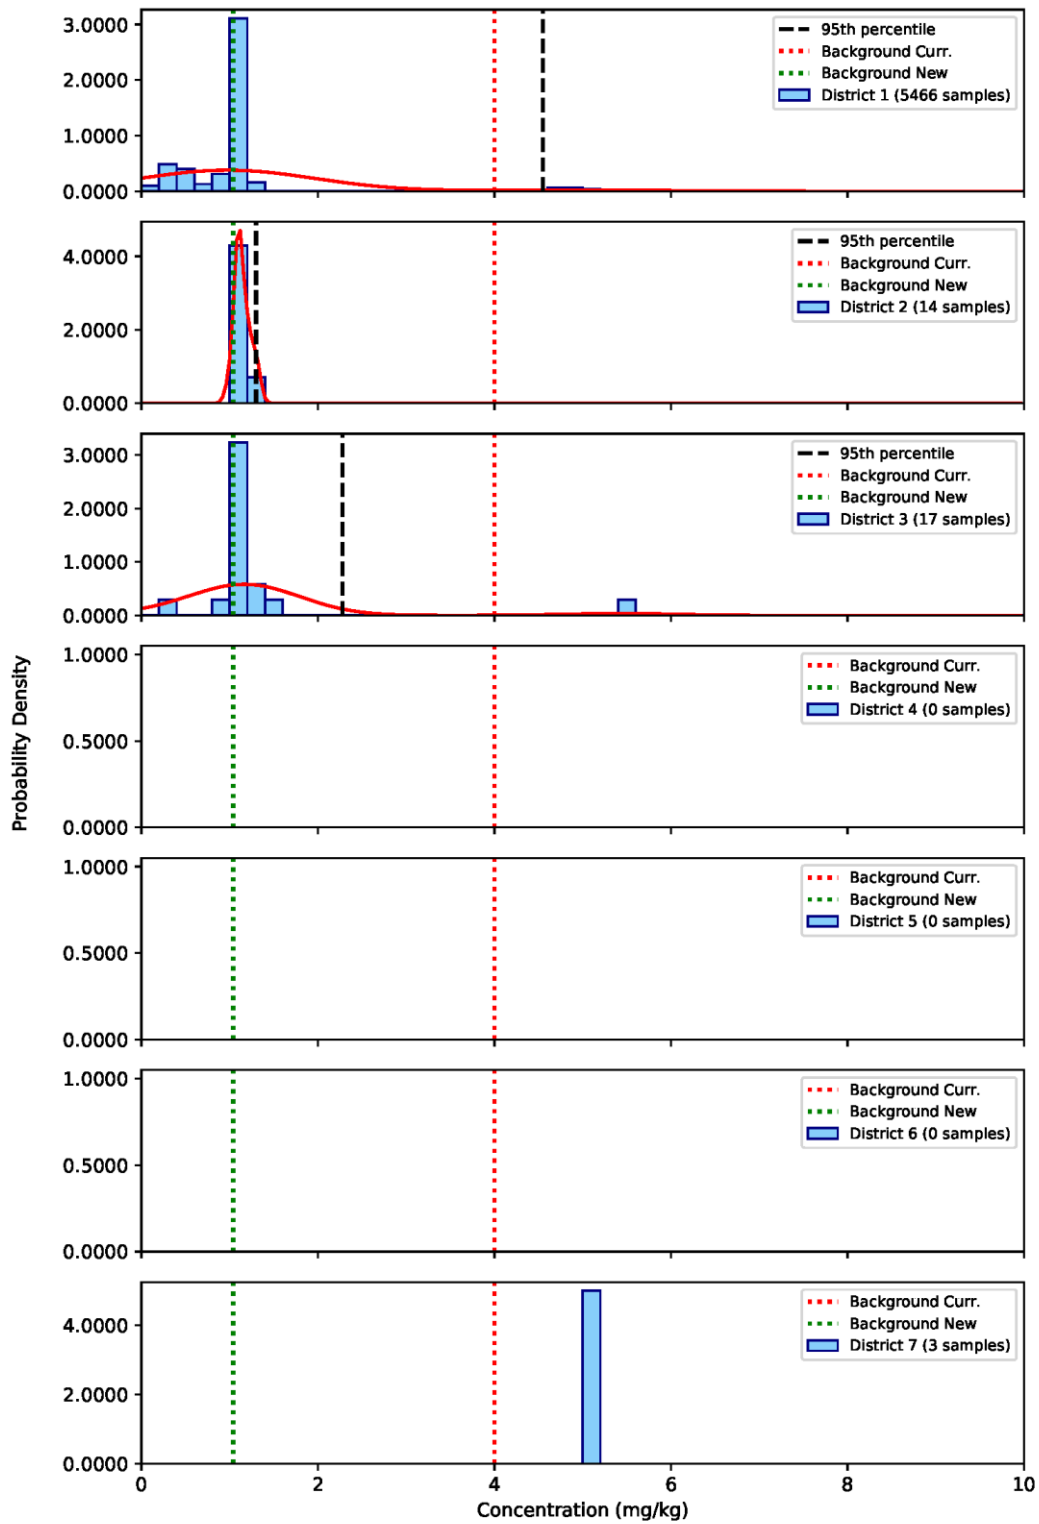 3.0000
2.0000
1.0000
0.0000
95th percentile
Background Curr.
Background New
District 1 (5466 samples)
4.0000
2.0000
0.0000
95th percentile
Background Curr.
Background New
District 2 (14 samples)
3.0000
2.0000
1.0000
0.0000
95th percentile
Background Curr.
Background New
District 3 (17 samples)
Probability Density
1.0000
0.5000
0.0000
Background Curr.
Background New
District 4 (0 samples)
1.0000
0.5000
0.0000
Background Curr.
Background New
District 5 (0 samples)
1.0000
0.5000
0.0000
Background Curr.
Background New
District 6 (0 samples)
4.0000
2.0000
0.0000
Background Curr.
Background New
District 7 (3 samples)
0 2 4 6 8 10
Concentration (mg/kg)